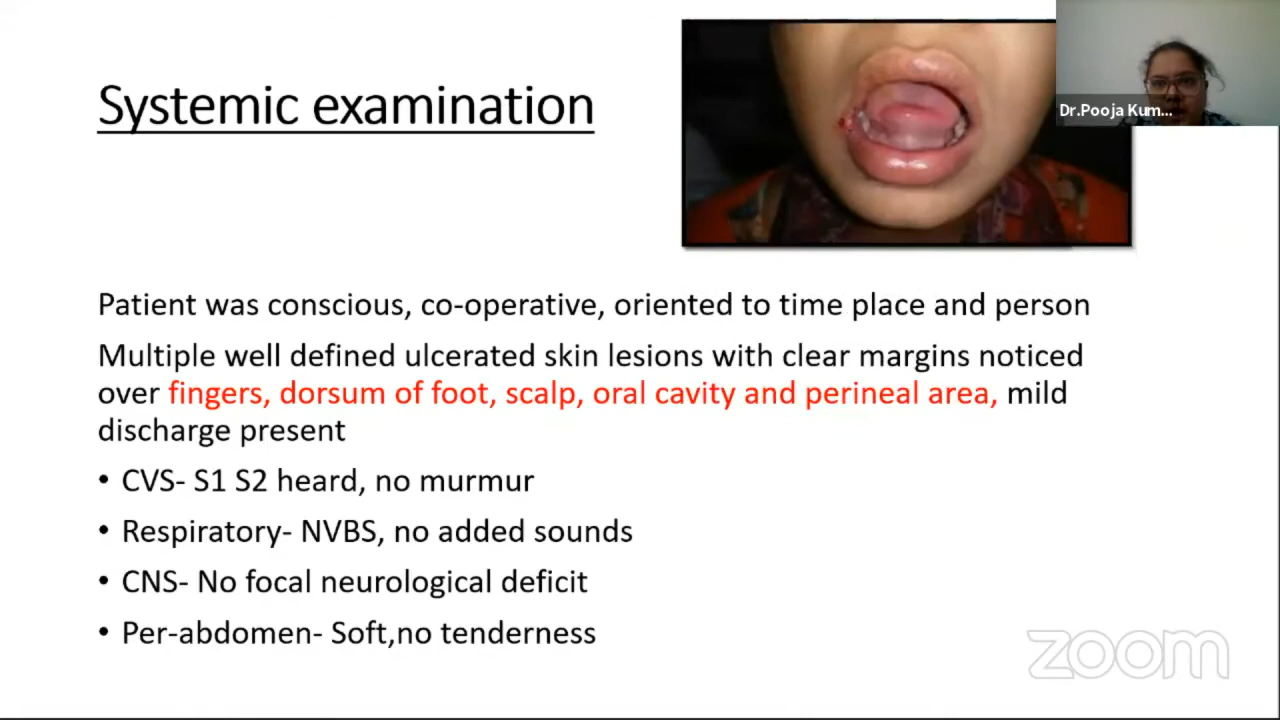 Systemic examination
Dr.Pooja Kum...
Patient was conscious, co-operative, oriented to time place and person
Multiple well defined ulcerated skin lesions with clear margins noticed
over fingers, dorsum of foot, scalp, oral cavity and perineal area, mild
discharge present
• CVS- S1 S2 heard, no murmur
• Respiratory- NVBS, no added sounds
• CNS- No focal neurological deficit
• Per-abdomen- Soft,no tenderness
zoom